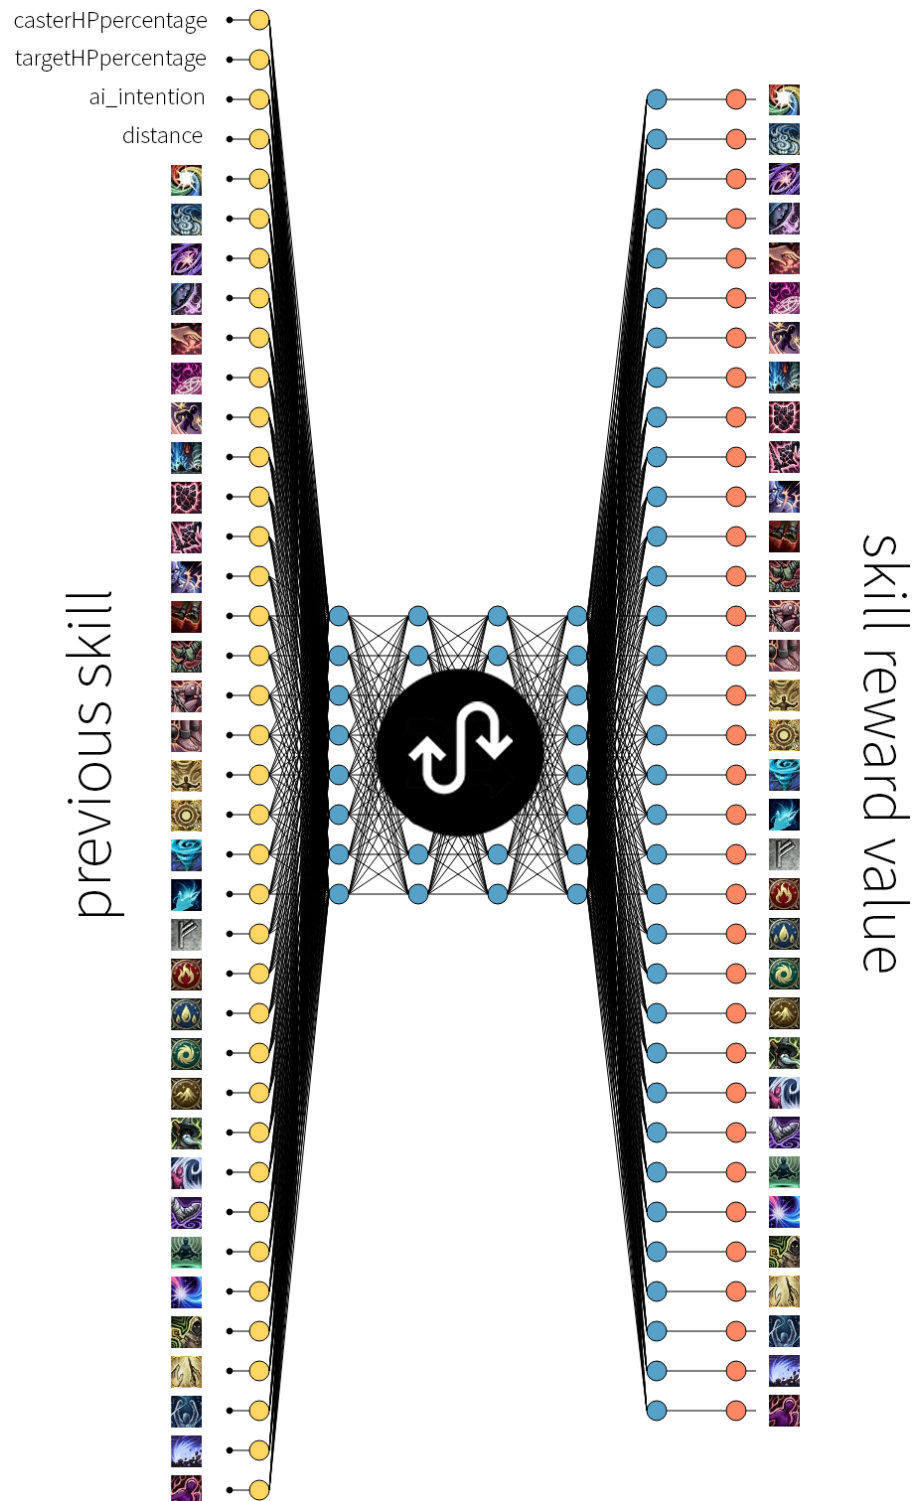 casterHPpercentage
targetHPpercentage
ai_intention
distance
previous skill
skill reward value